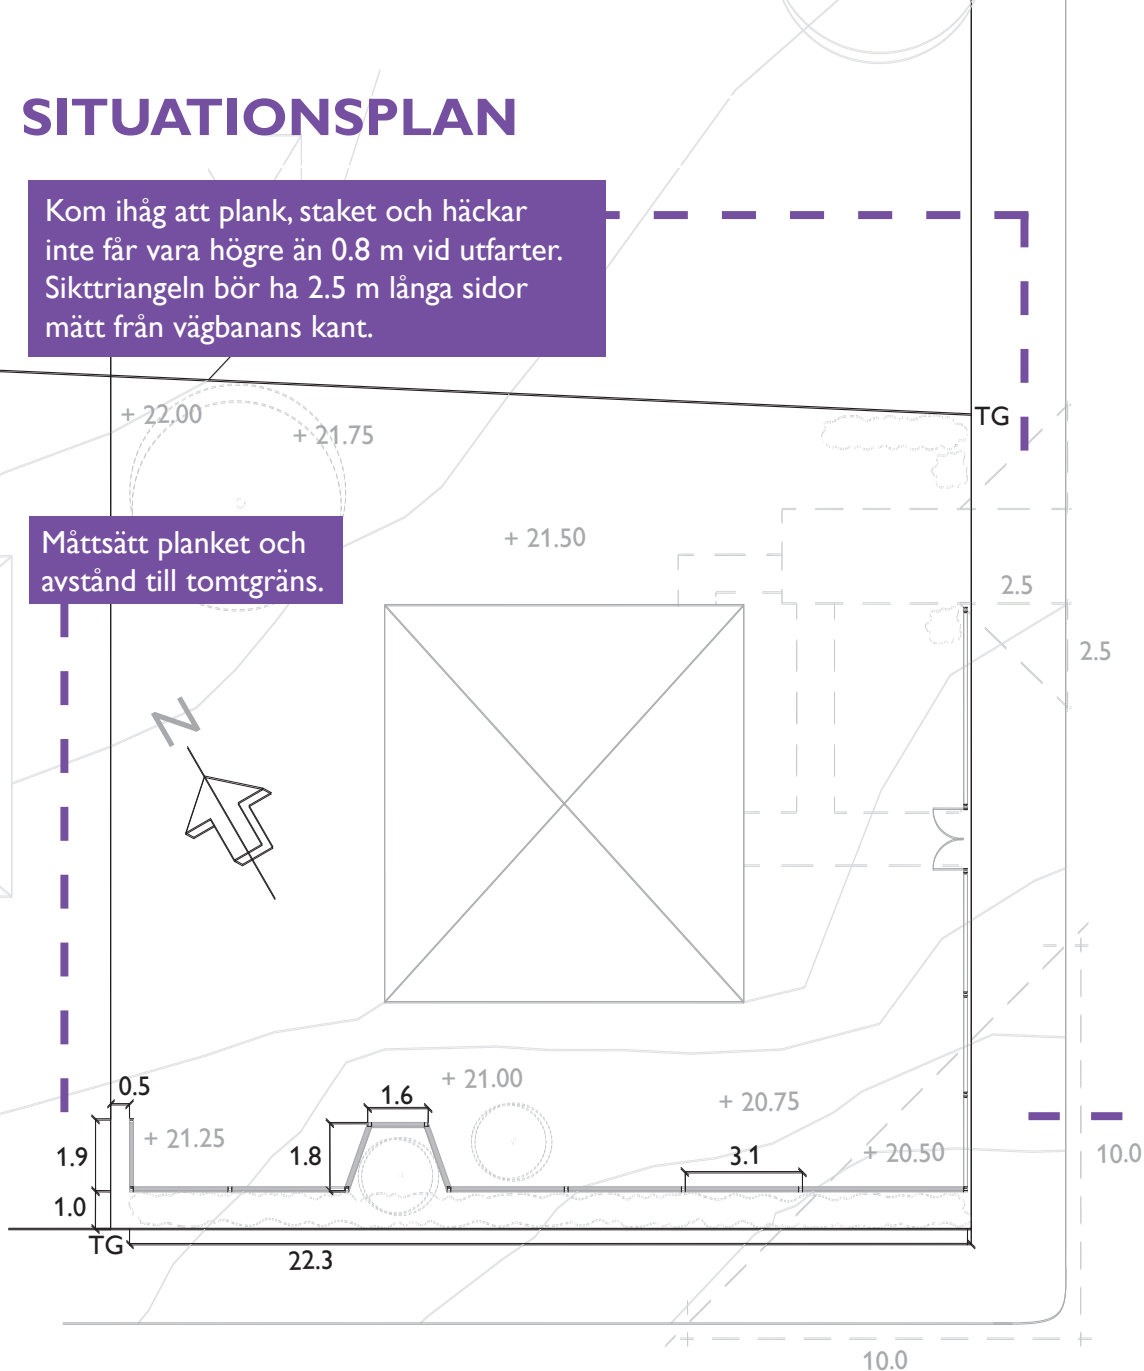 SITUATIONSPLAN
Kom ihåg att plank, staket och häckar
inte får vara högre än 0.8 m vid utfarter.
Sikttriangeln bör ha 2.5 m långa sidor
mätt från vägbanans kant.
+ 22.00
+ 21.75
TG
Måttsätt planket och
avstånd till tomtgräns.
+ 21.50
2.5
2.5
N
0.5
1.6
+ 21.00
+ 20.75
+ 21.25
1.9
1.8
3.1
+ 20.50
10.0
1.0
TG
22.3
10.0